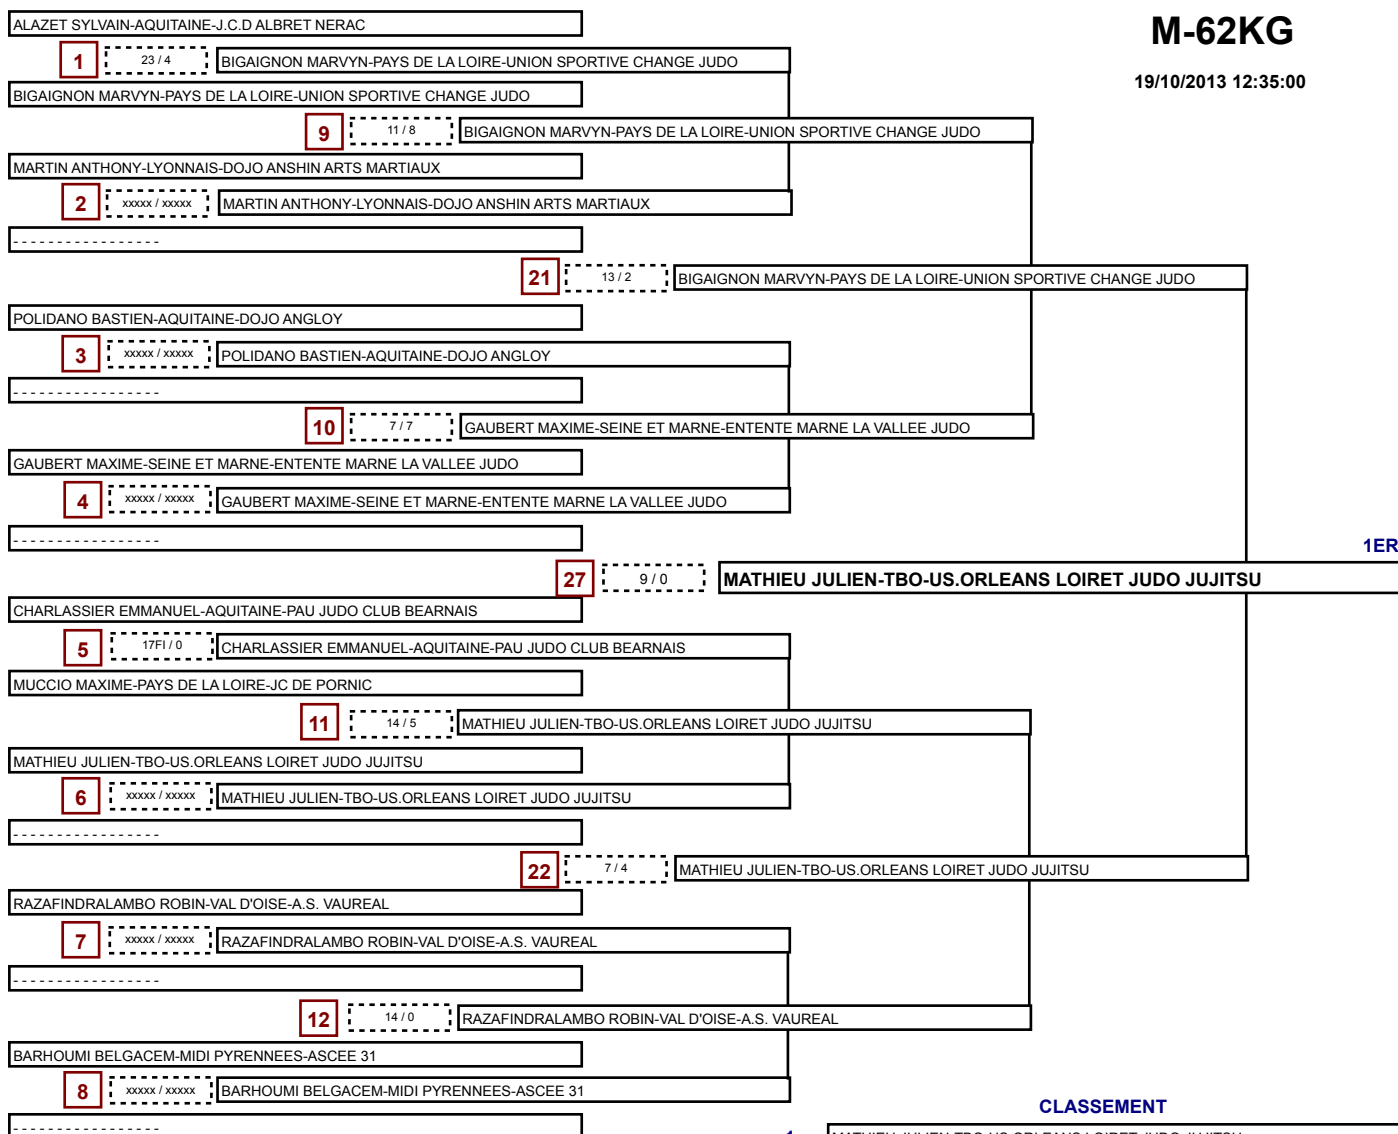 ALAZET SYLVAIN-AQUITAINE-J.C.D ALBRET NERAC
M-62KG
1 23 / 4 BIGAIGNON MARVYN-PAYS DE LA LOIRE-UNION SPORTIVE CHANGE JUDO
19/10/2013 12:35:00
BIGAIGNON MARVYN-PAYS DE LA LOIRE-UNION SPORTIVE CHANGE JUDO
9 11 / 8 BIGAIGNON MARVYN-PAYS DE LA LOIRE-UNION SPORTIVE CHANGE JUDO
MARTIN ANTHONY-LYONNAIS-DOJO ANSHIN ARTS MARTIAUX
2 xxxxx / xxxxx MARTIN ANTHONY-LYONNAIS-DOJO ANSHIN ARTS MARTIAUX
- - - - - - - - - - - - - - - - -
21 13 / 2 BIGAIGNON MARVYN-PAYS DE LA LOIRE-UNION SPORTIVE CHANGE JUDO
POLIDANO BASTIEN-AQUITAINE-DOJO ANGLOY
3 xxxxx / xxxxx POLIDANO BASTIEN-AQUITAINE-DOJO ANGLOY
- - - - - - - - - - - - - - - - -
10 7 / 7 GAUBERT MAXIME-SEINE ET MARNE-ENTENTE MARNE LA VALLEE JUDO
GAUBERT MAXIME-SEINE ET MARNE-ENTENTE MARNE LA VALLEE JUDO
4 xxxxx / xxxxx GAUBERT MAXIME-SEINE ET MARNE-ENTENTE MARNE LA VALLEE JUDO
- - - - - - - - - - - - - - - - -
1ER
27 9 / 0 MATHIEU JULIEN-TBO-US.ORLEANS LOIRET JUDO JUJITSU
CHARLASSIER EMMANUEL-AQUITAINE-PAU JUDO CLUB BEARNAIS
5 17FI / 0 CHARLASSIER EMMANUEL-AQUITAINE-PAU JUDO CLUB BEARNAIS
MUCCIO MAXIME-PAYS DE LA LOIRE-JC DE PORNIC
11 14 / 5 MATHIEU JULIEN-TBO-US.ORLEANS LOIRET JUDO JUJITSU
MATHIEU JULIEN-TBO-US.ORLEANS LOIRET JUDO JUJITSU
6 xxxxx / xxxxx MATHIEU JULIEN-TBO-US.ORLEANS LOIRET JUDO JUJITSU
- - - - - - - - - - - - - - - - -
22 7 / 4 MATHIEU JULIEN-TBO-US.ORLEANS LOIRET JUDO JUJITSU
RAZAFINDRALAMBO ROBIN-VAL D'OISE-A.S. VAUREAL
7 xxxxx / xxxxx RAZAFINDRALAMBO ROBIN-VAL D'OISE-A.S. VAUREAL
- - - - - - - - - - - - - - - - -
12 14 / 0 RAZAFINDRALAMBO ROBIN-VAL D'OISE-A.S. VAUREAL
BARHOUMI BELGACEM-MIDI PYRENNEES-ASCEE 31
8 xxxxx / xxxxx BARHOUMI BELGACEM-MIDI PYRENNEES-ASCEE 31
CLASSEMENT
- - - - - - - - - - - - - - - - -
1 MATHIEU JULIEN-TBO-US.ORLEANS LOIRET JUDO JUJITSU